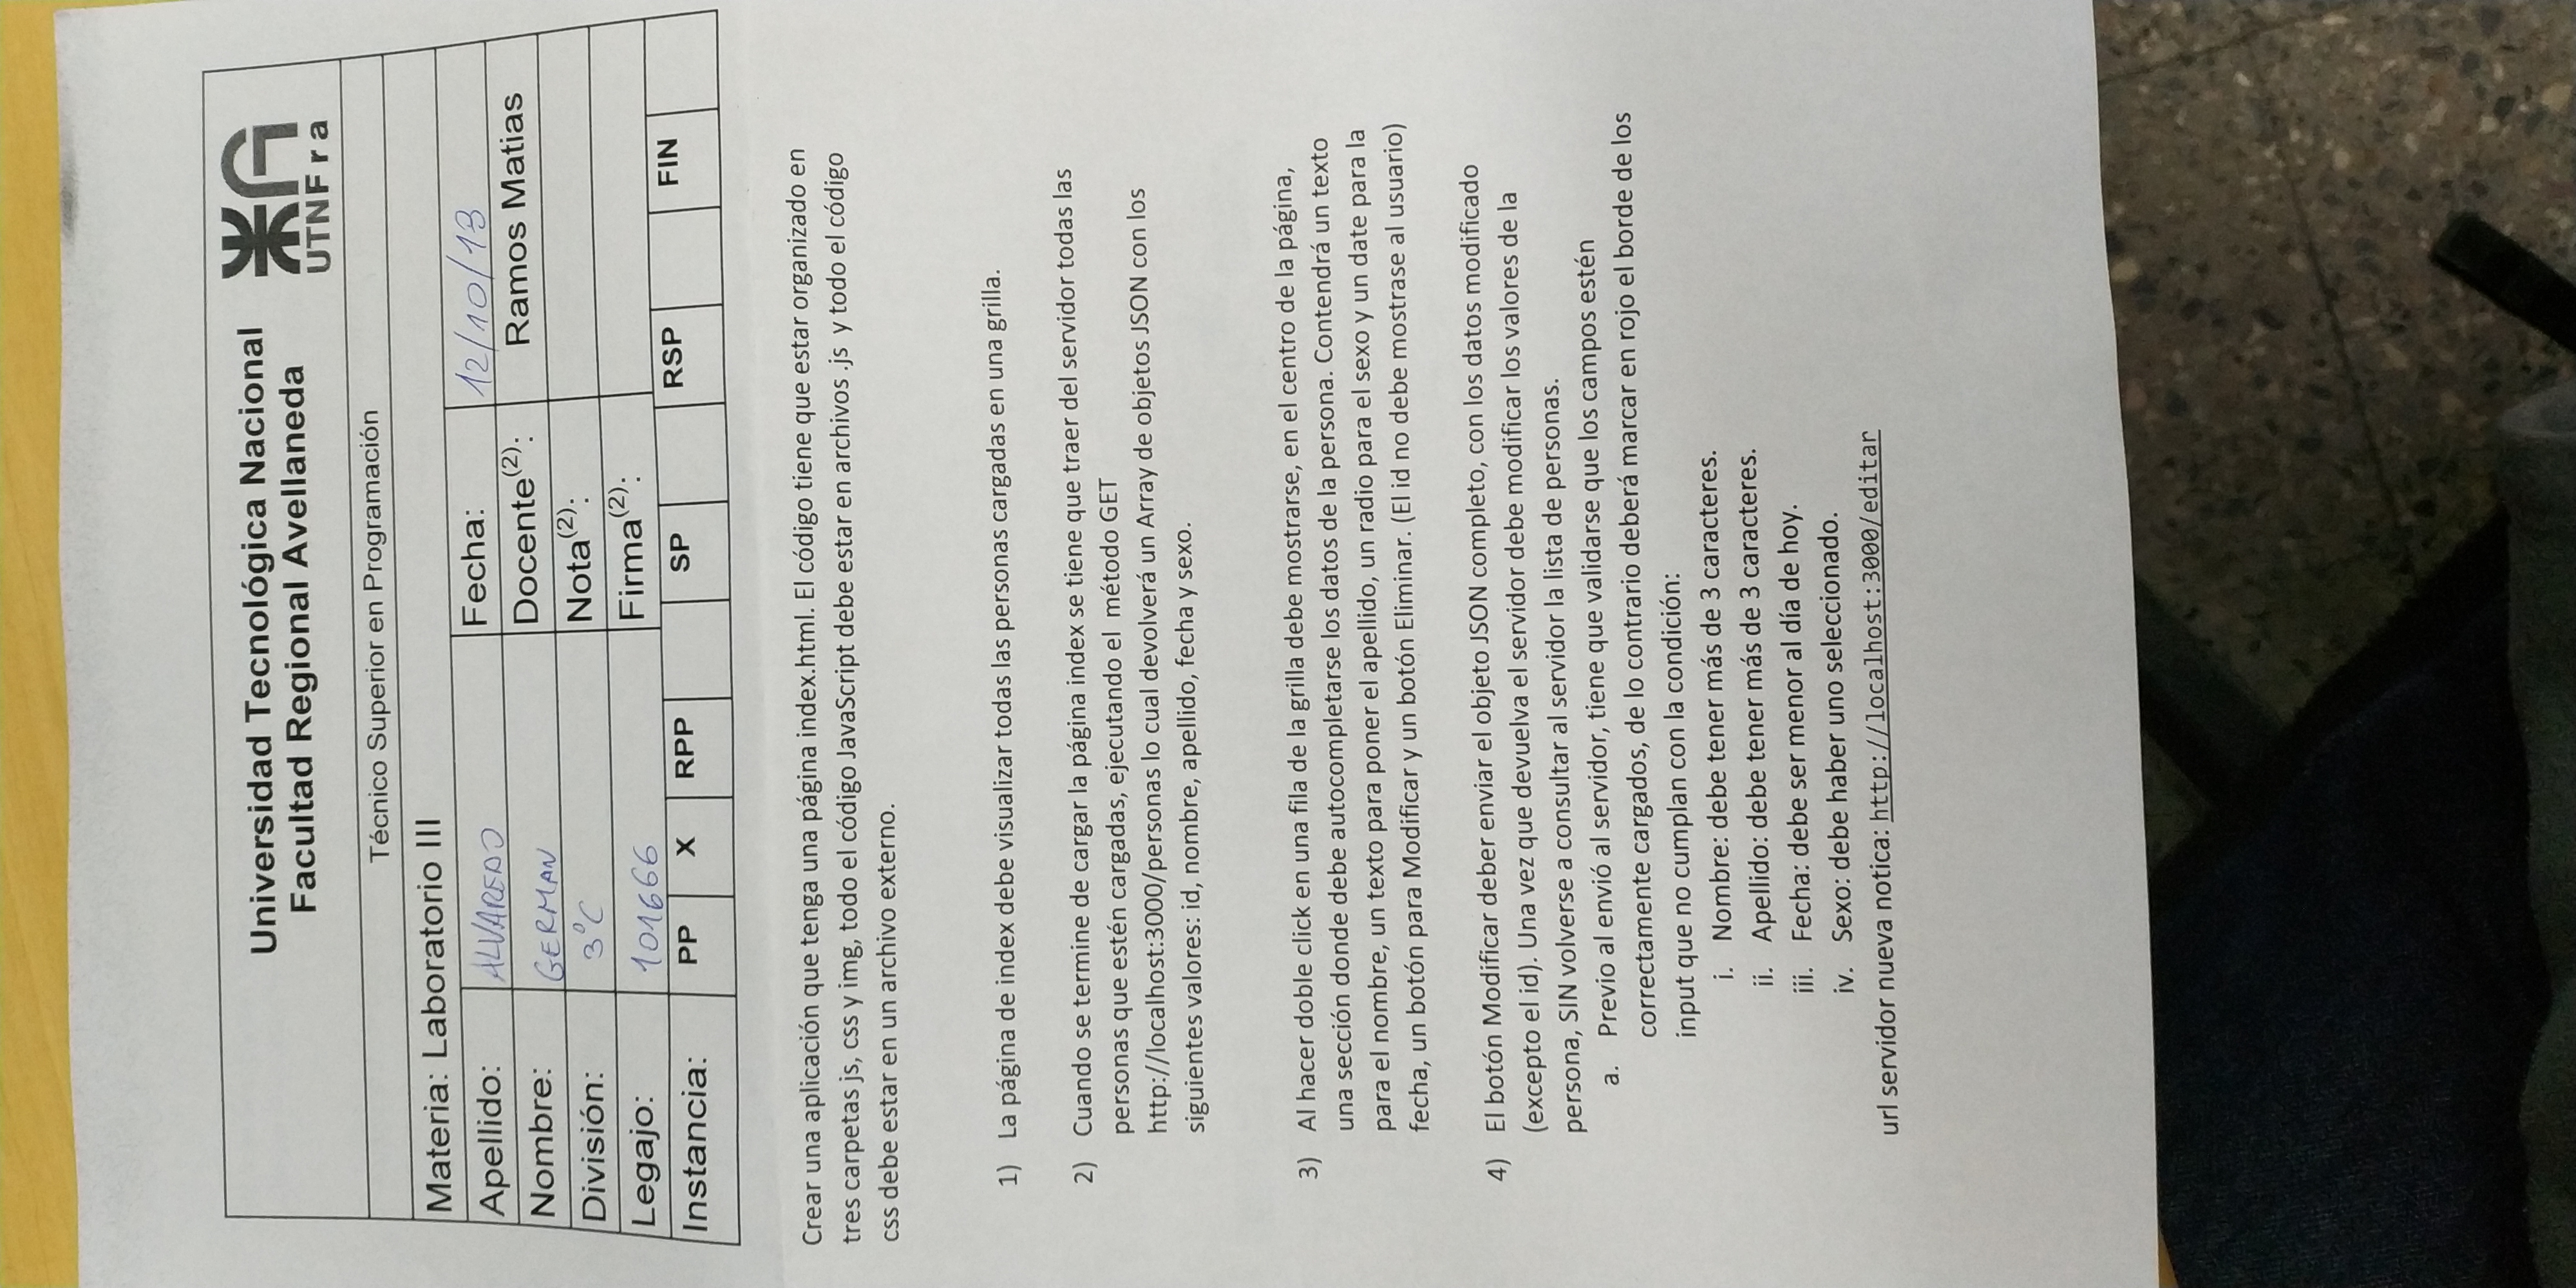 Universidad Tecnológica Nacional
Facultad Regional Avellaneda
UTNFra
Técnico Superior en Programación
Materia: Laboratorio III
Apellido: ALVAREDO Fecha: 12/10/19
Nombre: GERMAN Docente(2): Ramos Matias
División: 3°C Nota(2):
Legajo: 101666 Firma(2):
Instancia: PP X RPP SP RSP FIN
Crear una aplicación que tenga una página index.html. El código tiene que estar organizado en
tres carpetas js, css y img, todo el código JavaScript debe estar en archivos .js y todo el código
css debe estar en un archivo externo.
1) La página de index debe visualizar todas las personas cargadas en una grilla.
2) Cuando se termine de cargar la página index se tiene que traer del servidor todas las
personas que estén cargadas, ejecutando el método GET
http://localhost:3000/personas lo cual devolverá un Array de objetos JSON con los
siguientes valores: id, nombre, apellido, fecha y sexo.
3) Al hacer doble click en una fila de la grilla debe mostrarse, en el centro de la página,
una sección donde debe autocompletarse los datos de la persona. Contendrá un texto
para el nombre, un texto para poner el apellido, un radio para el sexo y un date para la
fecha, un botón para Modificar y un botón Eliminar. (El id no debe mostrase al usuario)
4) El botón Modificar deber enviar el objeto JSON completo, con los datos modificado
(excepto el id). Una vez que devuelva el servidor debe modificar los valores de la
persona, SIN volverse a consultar al servidor la lista de personas.
a. Previo al envió al servidor, tiene que validarse que los campos estén
correctamente cargados, de lo contrario deberá marcar en rojo el borde de los
input que no cumplan con la condición:
i. Nombre: debe tener más de 3 caracteres.
ii. Apellido: debe tener más de 3 caracteres.
iii. Fecha: debe ser menor al día de hoy.
iv. Sexo: debe haber uno seleccionado.
url servidor nueva notica: http://localhost:3000/editar